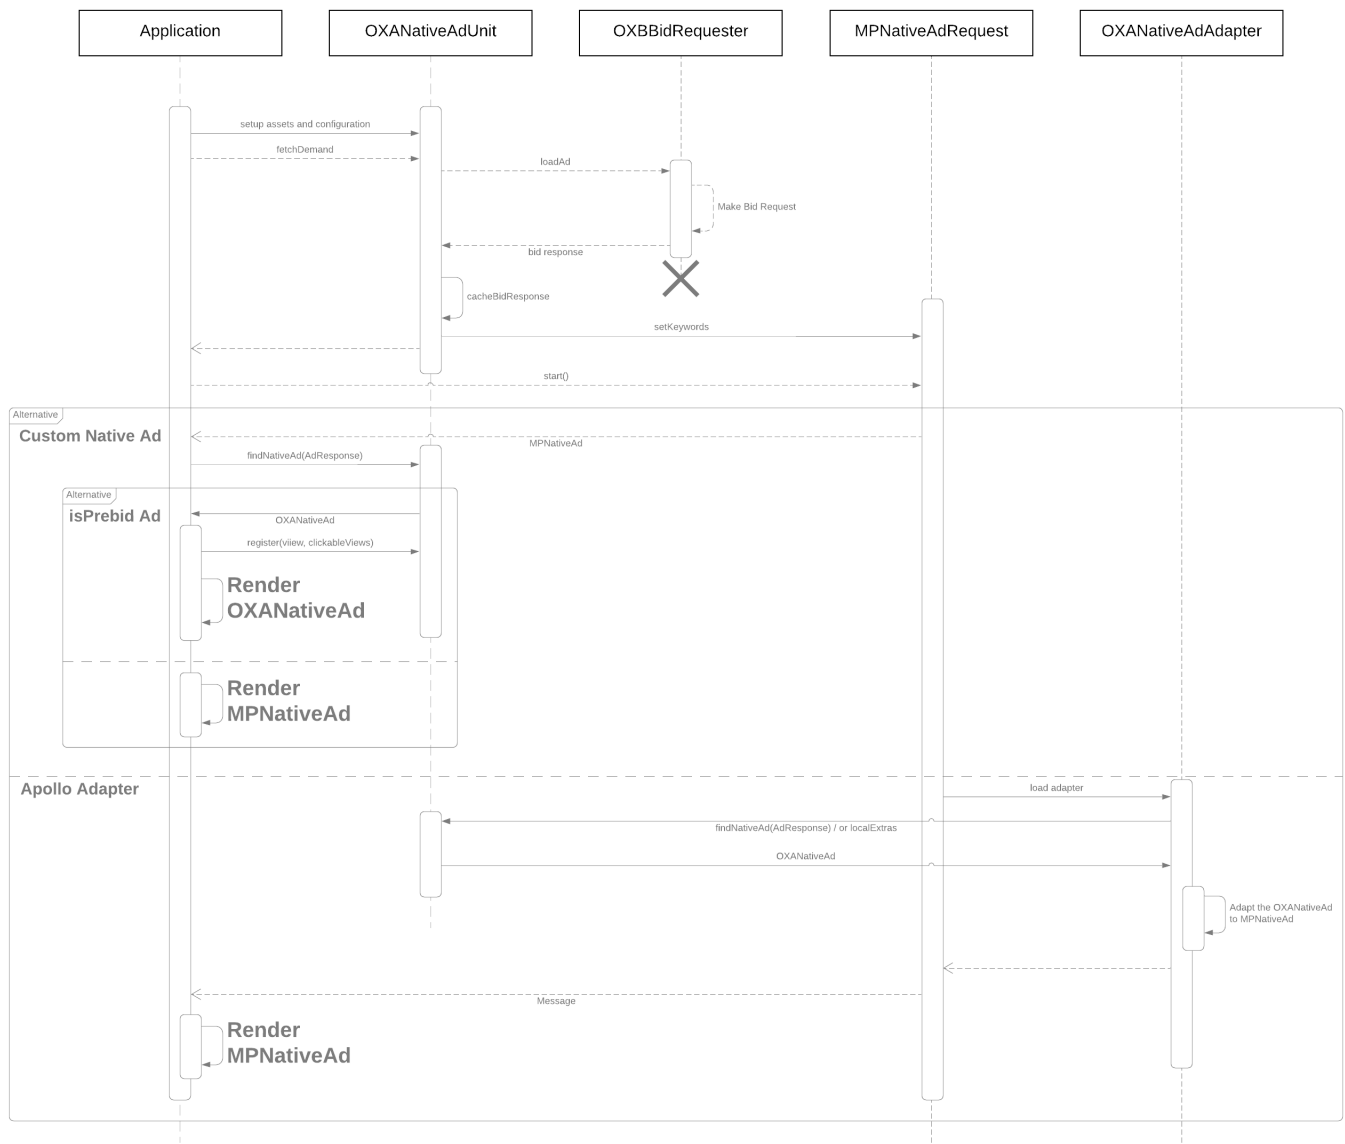 Application
OXANativeAdUnit
OXBBidRequester
MPNativeAdRequest
OXANativeAdAdapter
setup assets and configuration
fetchDemand
loadAd
Make Bid Request
bid response
cacheBidResponse
setKeywords
start()
Alternative
Custom Native Ad
MPNativeAd
findNativeAd(AdResponse)
Alternative
isPrebid Ad
OXANativeAd
register(viiew, clickableViews)
Render
OXANativeAd
Render
MPNativeAd
Apollo Adapter
load adapter
findNativeAd(AdResponse) / or localExtras
OXANativeAd
Adapt the OXANativeAd
to MPNativeAd
Message
Render
MPNativeAd